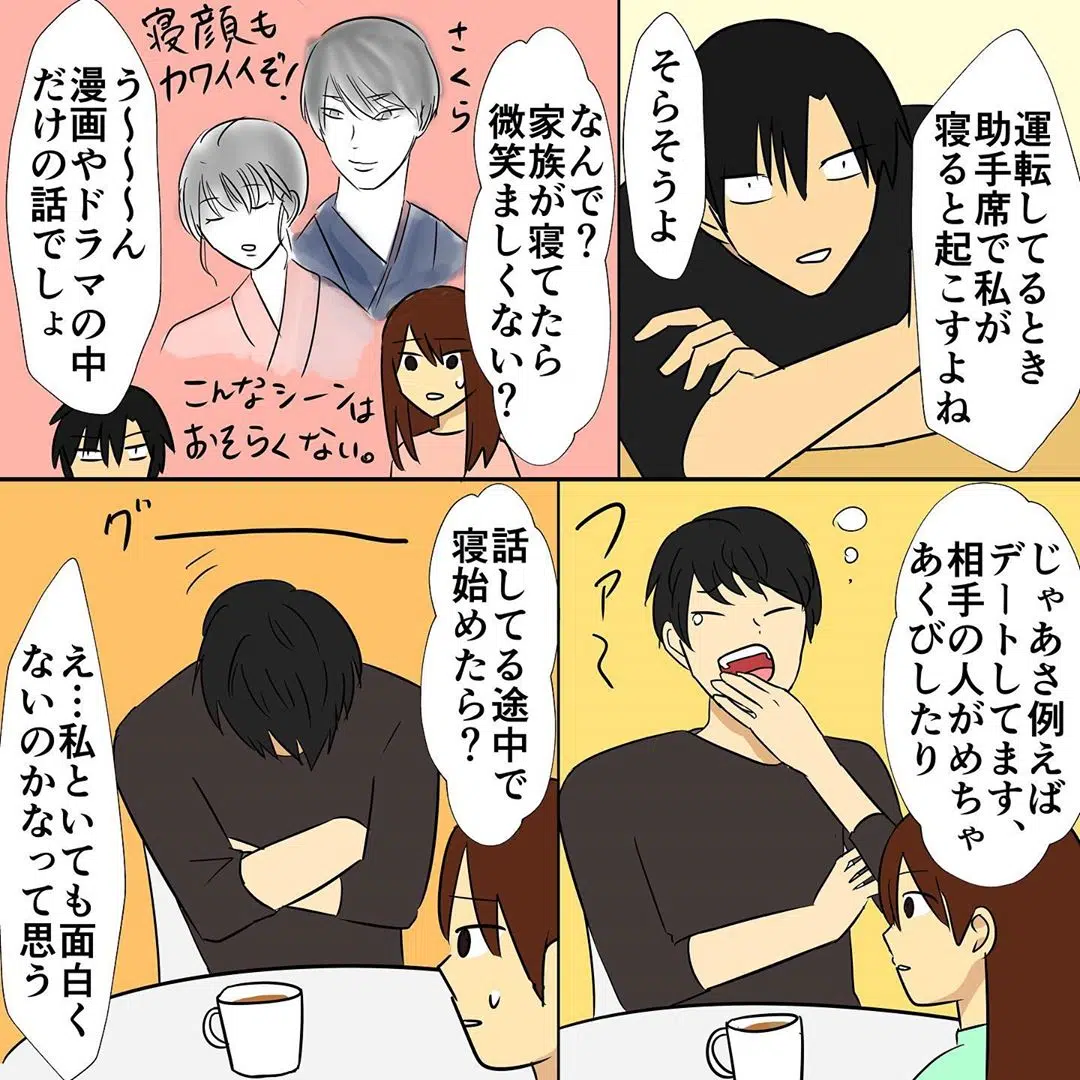 運転してるとき
助手席で私が
寝ると起こすよね
そらそうよ
なんで?
家族が寝てたら
微笑ましくない?
さくら
寝顔も
カワイイぞ!
こんなシーンは
おそらくない。
う〜〜〜ん
漫画やドラマの中
だけの話でしょ
じゃあさ例えば
デートしてます、
相手の人がめちゃ
あくびしたり
ファ〜
話してる途中で
寝始めたら?
グー
え…私といても面白く
ないのかなって思う